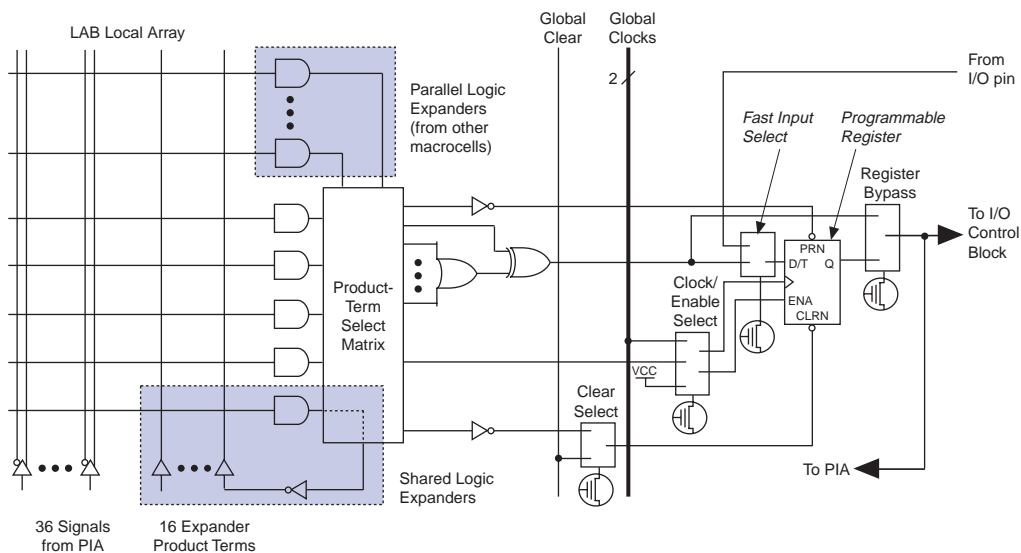 LAB Local Array
Global
Clear
Global
Clocks
2
From
I/O pin
Parallel Logic
Expanders
(from other
macrocells)
Fast Input
Select
Programmable
Register
Register
Bypass
To I/O
Control
Block
PRN
D/T
Q
ENA
CLRN
Product-
Term
Select
Matrix
Clock/
Enable
Select
VCC
Clear
Select
To PIA
Shared Logic
Expanders
36 Signals
from PIA
16 Expander
Product Terms